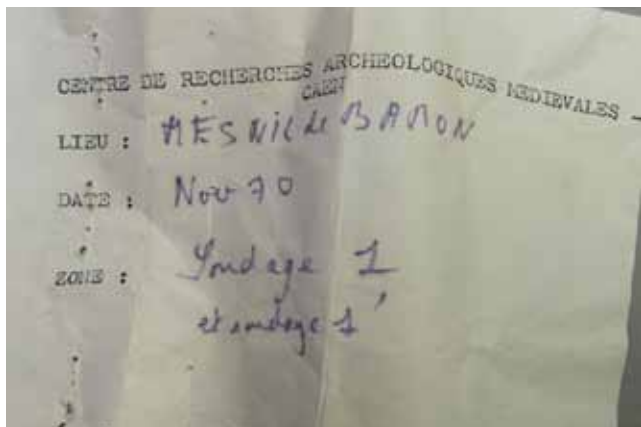 CENTRE DE RECHERCHES ARCHEOLOGIQUES MEDIEVALES -
CAEN
LIEU : MESNIL de BARON
DATE : Nov 70
ZONE : Sondage 1
et sondage 1'